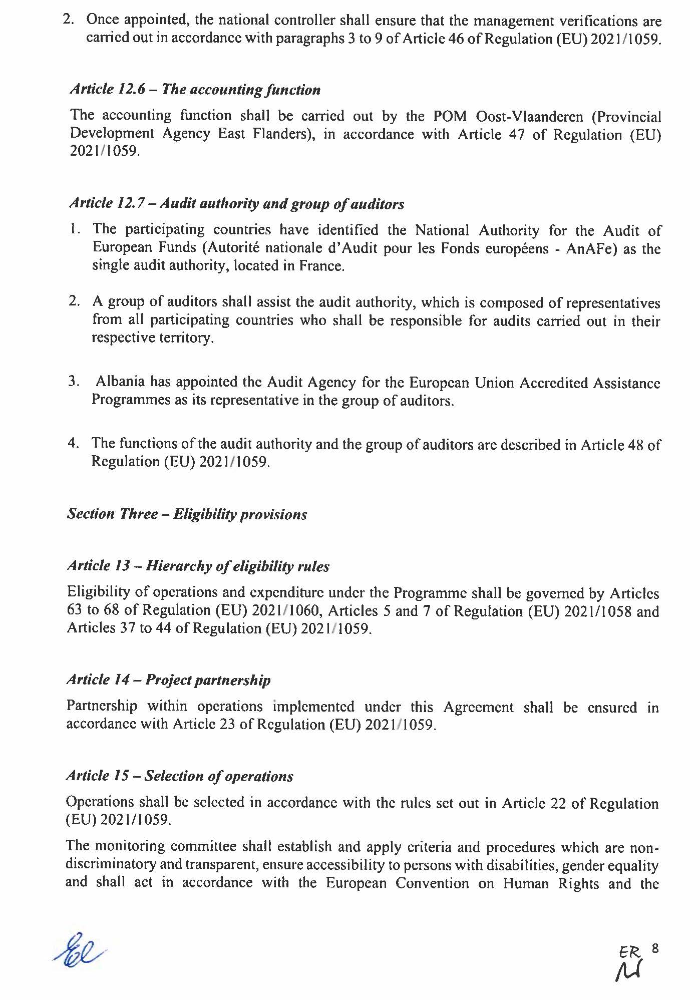 2. Once appointed, the national controller shall ensure that the management verifications are
carried out in accordance with paragraphs 3 to 9 of Article 46 of Regulation (EU) 2021/1059.
Article 12.6 – The accounting function
The accounting function shall be carried out by the POM Oost-Vlaanderen (Provincial
Development Agency East Flanders), in accordance with Article 47 of Regulation (EU)
2021/1059.
Article 12.7 – Audit authority and group of auditors
1. The participating countries have identified the National Authority for the Audit of
European Funds (Autorité nationale d'Audit pour les Fonds européens - AnAFe) as the
single audit authority, located in France.
2. A group of auditors shall assist the audit authority, which is composed of representatives
from all participating countries who shall be responsible for audits carried out in their
respective territory.
3. Albania has appointed the Audit Agency for the European Union Accredited Assistance
Programmes as its representative in the group of auditors.
4. The functions of the audit authority and the group of auditors are described in Article 48 of
Regulation (EU) 2021/1059.
Section Three – Eligibility provisions
Article 13 – Hierarchy of eligibility rules
Eligibility of operations and expenditure under the Programme shall be governed by Articles
63 to 68 of Regulation (EU) 2021/1060, Articles 5 and 7 of Regulation (EU) 2021/1058 and
Articles 37 to 44 of Regulation (EU) 2021/1059.
Article 14 – Project partnership
Partnership within operations implemented under this Agreement shall be ensured in
accordance with Article 23 of Regulation (EU) 2021/1059.
Article 15 – Selection of operations
Operations shall be selected in accordance with the rules set out in Article 22 of Regulation
(EU) 2021/1059.
The monitoring committee shall establish and apply criteria and procedures which are non-
discriminatory and transparent, ensure accessibility to persons with disabilities, gender equality
and shall act in accordance with the European Convention on Human Rights and the
ER 8